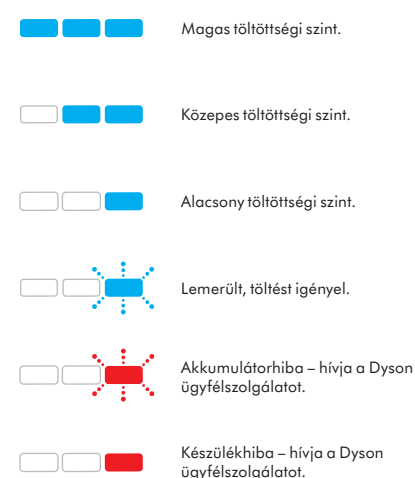 Magas töltöttségi szint.
Közepes töltöttségi szint.
Alacsony töltöttségi szint.
Lemerült, töltést igényel.
Akkumulátorhiba – hívja a Dyson
ügyfélszolgálatot.
Készülékhiba – hívja a Dyson
ügyfélszolgálatot.